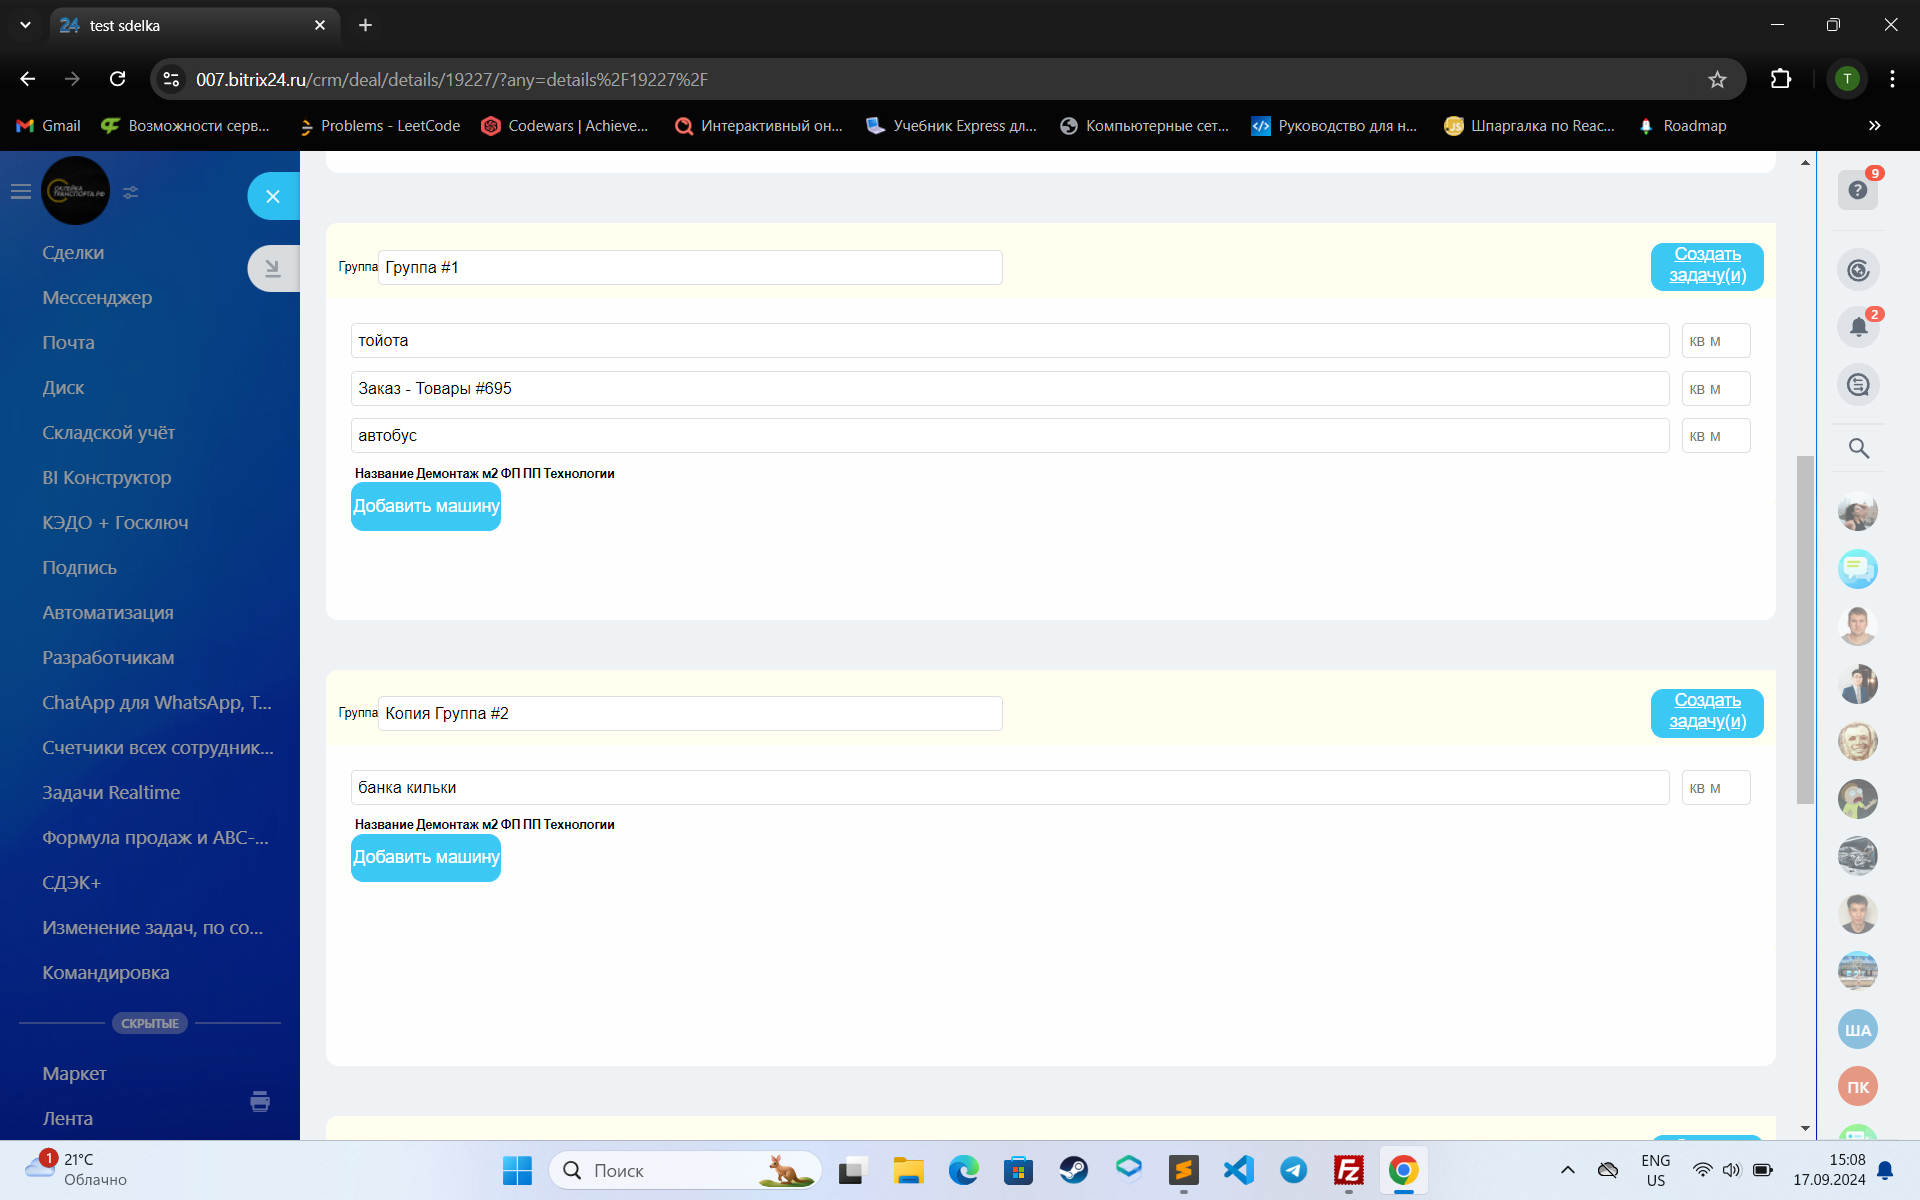 test sdelka
007.bitrix24.ru/crm/deal/details/19227/?any=details%2F19227%2F
T
Gmail
Возможности серв...
Problems - LeetCode
Codewars | Achieve...
Интерактивный он...
Учебник Express дл...
Компьютерные сет...
Руководство для н...
Шпаргалка по Reac...
Roadmap
ОКЛЕЙКА
ТРАНСПОРТА.РФ
Сделки
Мессенджер
Почта
Диск
Складской учёт
BI Конструктор
КЭДО + Госключ
Подпись
Автоматизация
Разработчикам
ChatApp для WhatsApp, T...
Счетчики всех сотрудник...
Задачи Realtime
Формула продаж и ABC-...
СДЭК+
Изменение задач, по со...
Командировка
СКРЫТЫЕ
Маркет
Лента
Группа
Группа #1
Создать
задачу(и)
тойота
кв м
Заказ - Товары #695
кв м
автобус
кв м
Название Демонтаж м2 ФП ПП Технологии
Добавить машину
Группа
Копия Группа #2
Создать
задачу(и)
банка кильки
кв м
Название Демонтаж м2 ФП ПП Технологии
Добавить машину
9
2
ША
ПК
1
21°C
Облачно
Поиск
ENG
US
15:08
17.09.2024